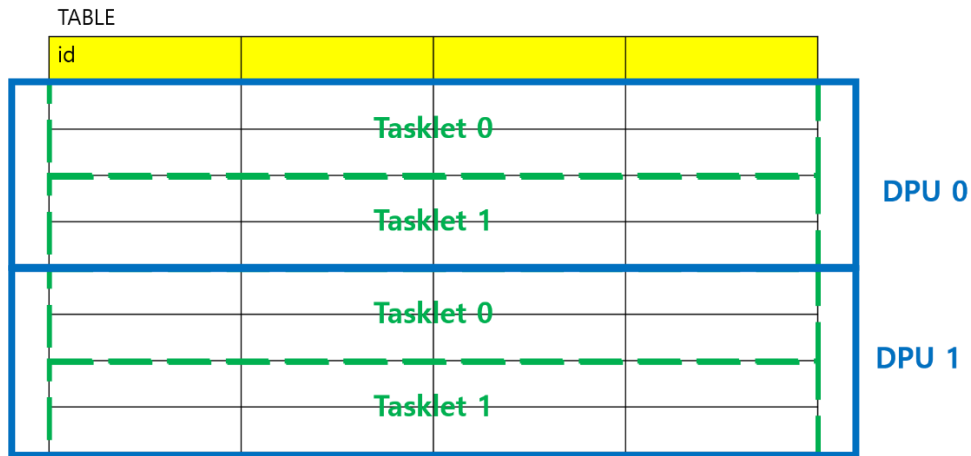 TABLE
id
Tasklet 0
DPU 0
Tasklet 1
Tasklet 0
DPU 1
Tasklet 1